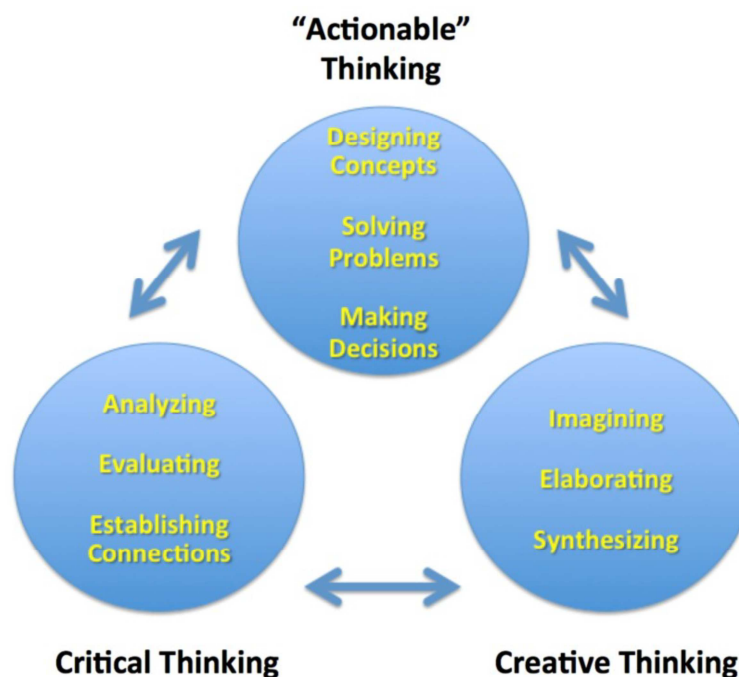 “Actionable”
Thinking
Designing
Concepts
Solving
Problems
Making
Decisions
Analyzing
Evaluating
Establishing
Connections
Imagining
Elaborating
Synthesizing
Critical Thinking
Creative Thinking